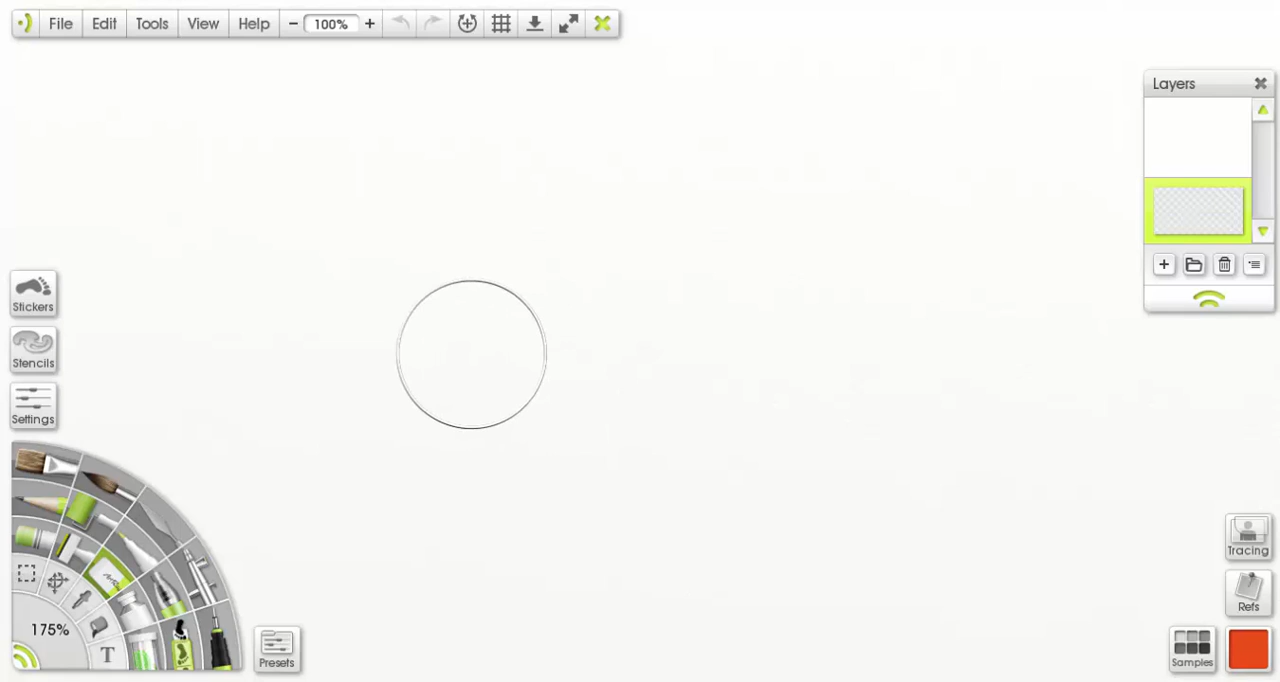 File Edit Tools View Help 100%
Layers
Stickers
Stencils
Settings
175%
T
Presets
Tracing
Refs
Samples